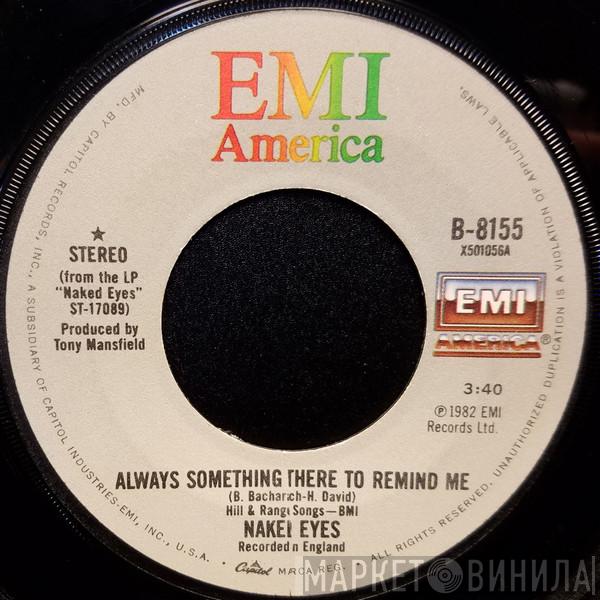 EMI
America
★
STEREO
(from the LP
"Naked Eyes"
ST-17089)
Produced by
Tony Mansfield
B-8155
X501056A
EMI
AMERICA®
3:40
℗ 1982 EMI
Records Ltd.
ALWAYS SOMETHING THERE TO REMIND ME
(B. Bacharach-H. David)
Hill & Range Songs—BMI
NAKED EYES
Recorded in England
MFD. BY CAPITOL RECORDS, INC., A SUBSIDIARY OF CAPITOL INDUSTRIES-EMI, INC., U.S.A. • Capitol MARCA REG. • ALL RIGHTS RESERVED. UNAUTHORIZED DUPLICATION IS A VIOLATION OF APPLICABLE LAWS.
МАРКЕТ ВИНИЛА